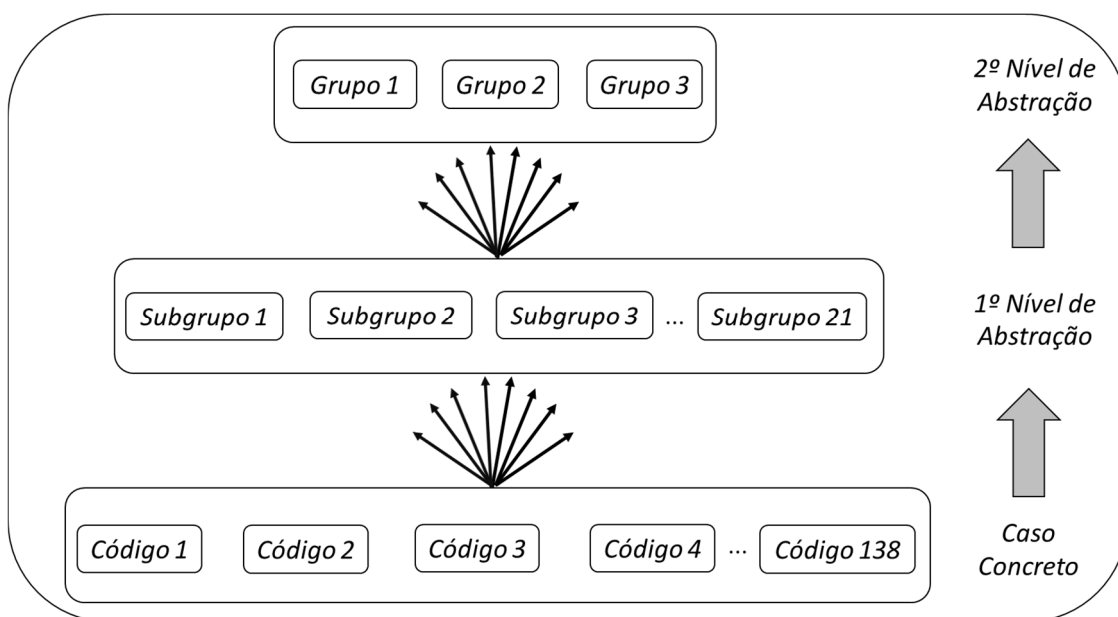 Grupo 1 Grupo 2 Grupo 3
2º Nível de
Abstração
Subgrupo 1 Subgrupo 2 Subgrupo 3 ... Subgrupo 21
1º Nível de
Abstração
Código 1 Código 2 Código 3 Código 4 ... Código 138
Caso
Concreto